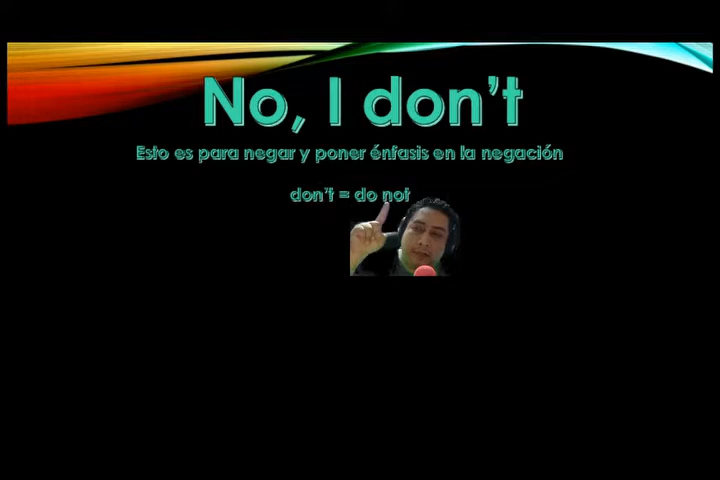 No, I don't
Esto es para negar y poner énfasis en la negación
don't = do not